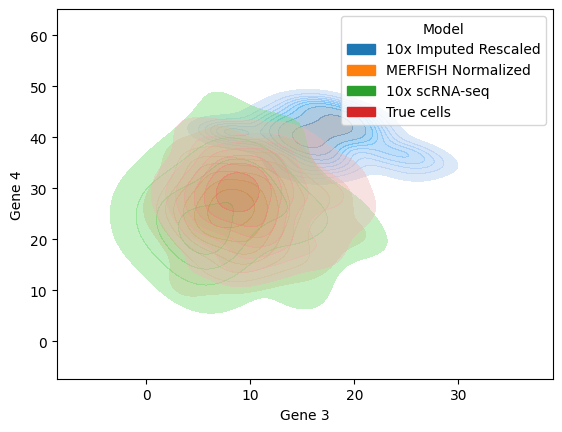 Model
10x Imputed Rescaled
MERFISH Normalized
10x scRNA-seq
True cells
60
50
40
30
20
10
0
Gene 4
0
10
20
30
Gene 3